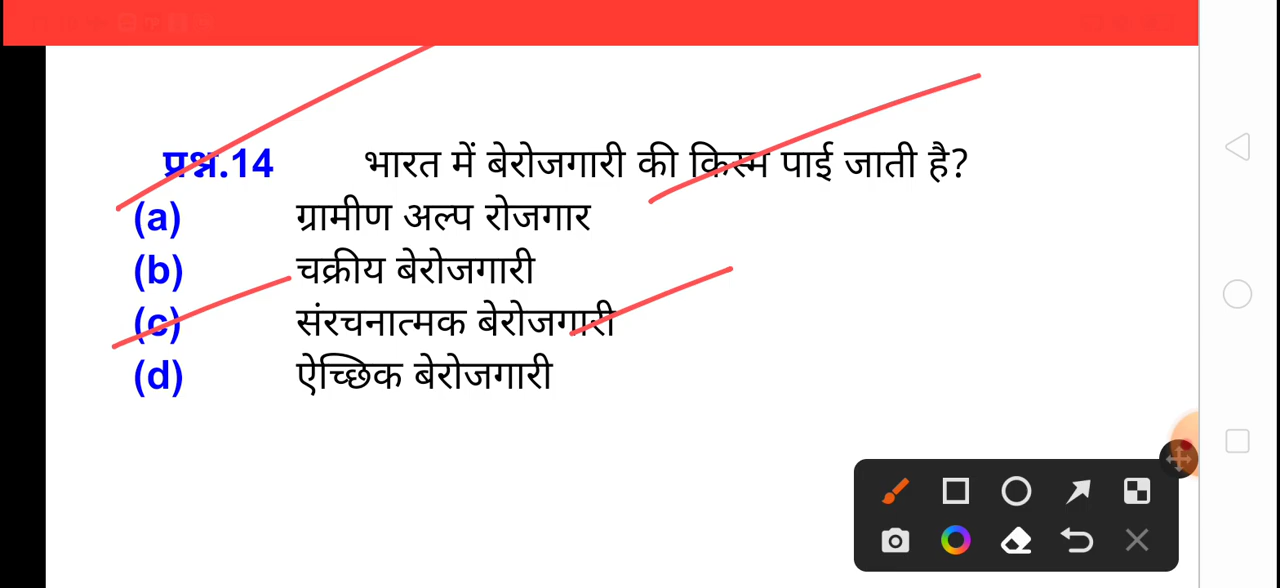 प्रश्न.14 भारत में बेरोजगारी की किस्म पाई जाती है?
(a) ग्रामीण अल्प रोजगार
(b) चक्रीय बेरोजगारी
(c) संरचनात्मक बेरोजगारी
(d) ऐच्छिक बेरोजगारी